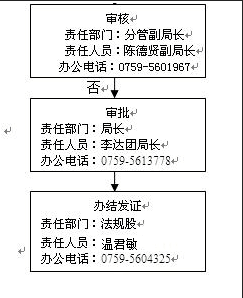 审核
责任部门：分管副局长
责任人员：陈德贤副局长
办公电话：0759-5601967
否
审批
责任部门：局长
责任人员：李达团局长
办公电话：0759-5613778
办结发证
责任部门：法规股
责任人员：温君敏
办公电话：0759-5604325